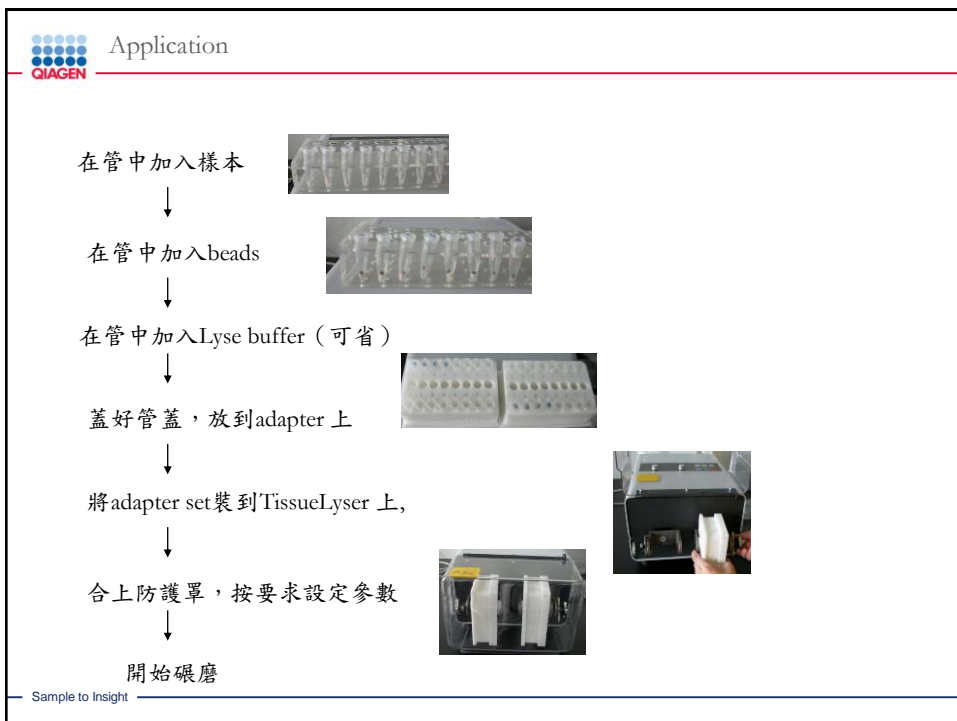 QIAGEN
Application
在管中加入樣本
在管中加入beads
在管中加入Lyse buffer（可省）
蓋好管蓋，放到adapter 上
將adapter set裝到TissueLyser 上,
合上防護罩，按要求設定參數
開始碾磨
Sample to Insight